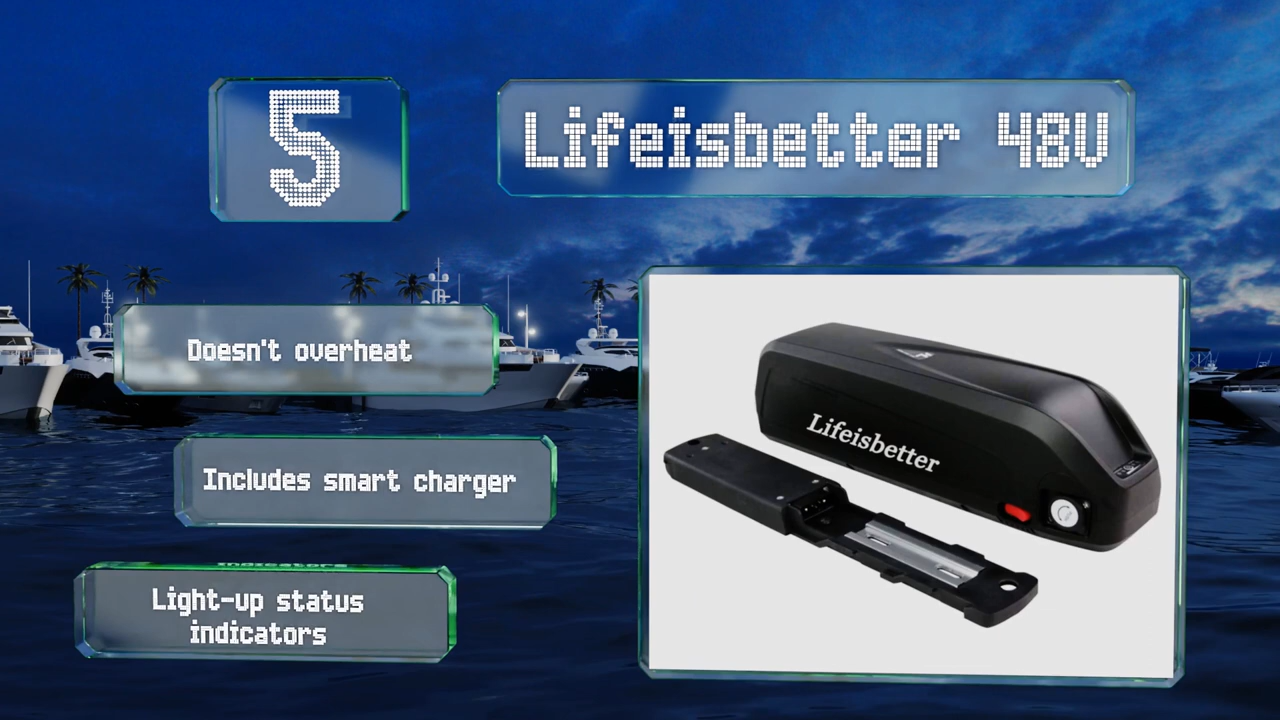 5
Lifeisbetter 48V
Doesn't overheat
Includes smart charger
Light-up status
indicators
Lifeisbetter